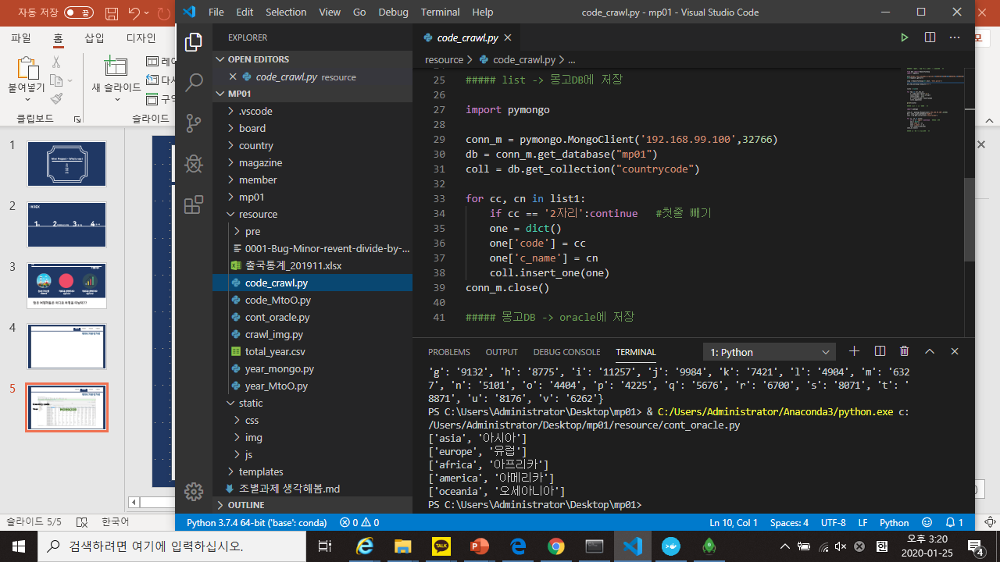 자동 저장
파일
홈
삽입
디자인
붙여넣기
새 슬라이드
클립보드
슬라이드
1
2
3
4
5
INDEX
슬라이드 5/5
한국어
File Edit Selection View Go Debug Terminal Help
code_crawl.py - mp01 - Visual Studio Code
EXPLORER
OPEN EDITORS
code_crawl.py resource
MP01
.vscode
board
country
magazine
member
mp01
resource
pre
0001-Bug-Minor-revent-divide-by-...
출국통계_201911.xlsx
code_crawl.py
code_MtoO.py
cont_oracle.py
crawl_img.py
total_year.csv
year_mongo.py
year_MtoO.py
static
css
img
js
templates
조별과제 생각해봄.md
OUTLINE
code_crawl.py
resource > code_crawl.py > ...
25 ##### list -> 몽고DB에 저장
26
27 import pymongo
28
29 conn_m = pymongo.MongoClient('192.168.99.100',32766)
30 db = conn_m.get_database("mp01")
31 coll = db.get_collection("countrycode")
32
33 for cc, cn in list1:
34 if cc == '2자리':continue #첫줄 빼기
35 one = dict()
36 one['code'] = cc
37 one['c_name'] = cn
38 coll.insert_one(one)
39 conn_m.close()
40
41 ##### 몽고DB -> oracle에 저장
PROBLEMS OUTPUT DEBUG CONSOLE TERMINAL 1: Python
'g': '9132', 'h': '8775', 'i': '11257', 'j': '9984', 'k': '7421', 'l': '4904', 'm': '632
7', 'n': '5101', 'o': '4404', 'p': '4225', 'q': '5676', 'r': '6700', 's': '8071', 't': '
8871', 'u': '8176', 'v': '6262'}
PS C:\Users\Administrator\Desktop\mp01> & C:/Users/Administrator/Anaconda3/python.exe c:
/Users/Administrator/Desktop/mp01/resource/cont_oracle.py
['asia', '아시아']
['europe', '유럽']
['africa', '아프리카']
['america', '아메리카']
['oceania', '오세아니아']
PS C:\Users\Administrator\Desktop\mp01>
Python 3.7.4 64-bit ('base': conda) 0 0 Ln 10, Col 1 Spaces: 4 UTF-8 LF Python 1
검색하려면 여기에 입력하십시오.
TALK
오후 3:20
2020-01-25
4